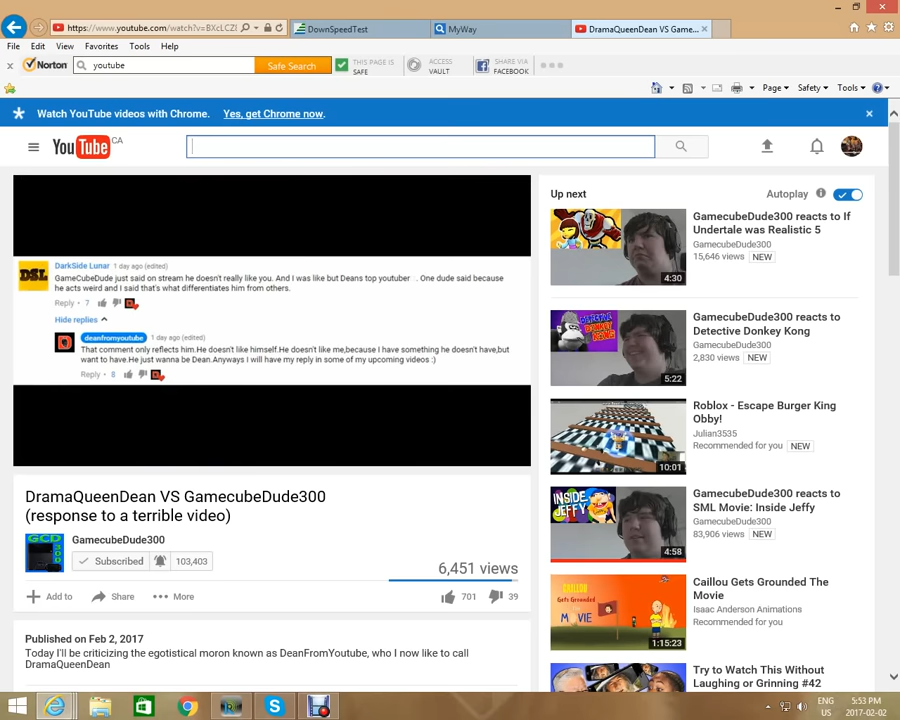 https://www.youtube.com/watch?v=BXcLCZ8
DownSpeedTest
MyWay
DramaQueenDean VS Game...
File Edit View Favorites Tools Help
Norton
youtube
Safe Search
THIS PAGE IS
SAFE
ACCESS
VAULT
SHARE VIA
FACEBOOK
Page Safety Tools
Watch YouTube videos with Chrome. Yes, get Chrome now.
YouTube CA
DSL
DarkSide Lunar 1 day ago (edited)
GameCubeDude just said on stream he doesn't really like you. And I was like but Deans top youtuber . One dude said because
he acts weird and I said that's what differentiates him from others.
Reply · 7
Hide replies
deanfromyoutube 1 day ago (edited)
That comment only reflects him.He doesn't like himself.He doesn't like me,because I have something he doesn't have,but
want to have.He just wanna be Dean.Anyways I will have my reply in some of my upcoming videos :)
Reply · 8
DramaQueenDean VS GamecubeDude300
(response to a terrible video)
GCD
300
GamecubeDude300
Subscribed 103,403
6,451 views
Add to Share More
701 39
Published on Feb 2, 2017
Today I'll be criticizing the egotistical moron known as DeanFromYoutube, who I now like to call
DramaQueenDean
Up next
Autoplay
GamecubeDude300 reacts to If
Undertale was Realistic 5
GamecubeDude300
15,646 views NEW
4:30
GamecubeDude300 reacts to
Detective Donkey Kong
GamecubeDude300
2,830 views NEW
DETECTIVE
DONKEY
KONG
5:22
Roblox - Escape Burger King
Obby!
Julian3535
Recommended for you NEW
10:01
GamecubeDude300 reacts to
SML Movie: Inside Jeffy
GamecubeDude300
83,906 views NEW
INSIDE
JEFFY
4:58
Caillou Gets Grounded The
Movie
Isaac Anderson Animations
Recommended for you
CAILLOU
Gets Grounded
The
MOVIE
1:15:23
Try to Watch This Without
Laughing or Grinning #42
ENG
US
5:53 PM
2017-02-02